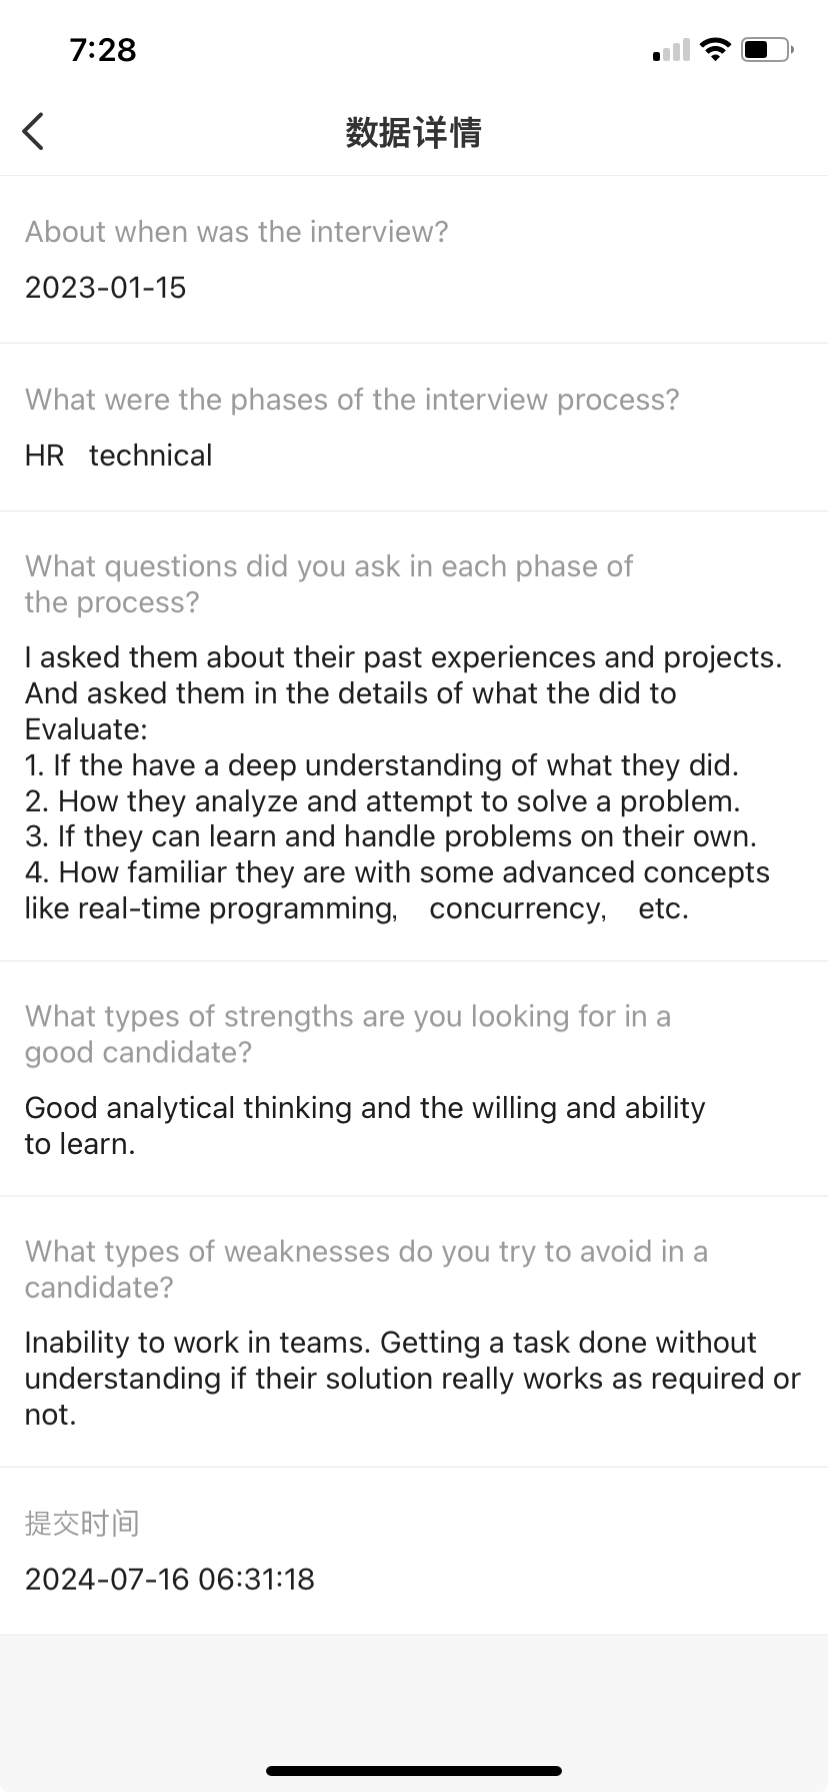 7:28
数据详情
About when was the interview?
2023-01-15
What were the phases of the interview process?
HR   technical
What questions did you ask in each phase of
the process?
I asked them about their past experiences and projects.
And asked them in the details of what the did to
Evaluate:
1. If the have a deep understanding of what they did.
2. How they analyze and attempt to solve a problem.
3. If they can learn and handle problems on their own.
4. How familiar they are with some advanced concepts
like real-time programming,   concurrency,   etc.
What types of strengths are you looking for in a
good candidate?
Good analytical thinking and the willing and ability
to learn.
What types of weaknesses do you try to avoid in a
candidate?
Inability to work in teams. Getting a task done without
understanding if their solution really works as required or
not.
提交时间
2024-07-16 06:31:18